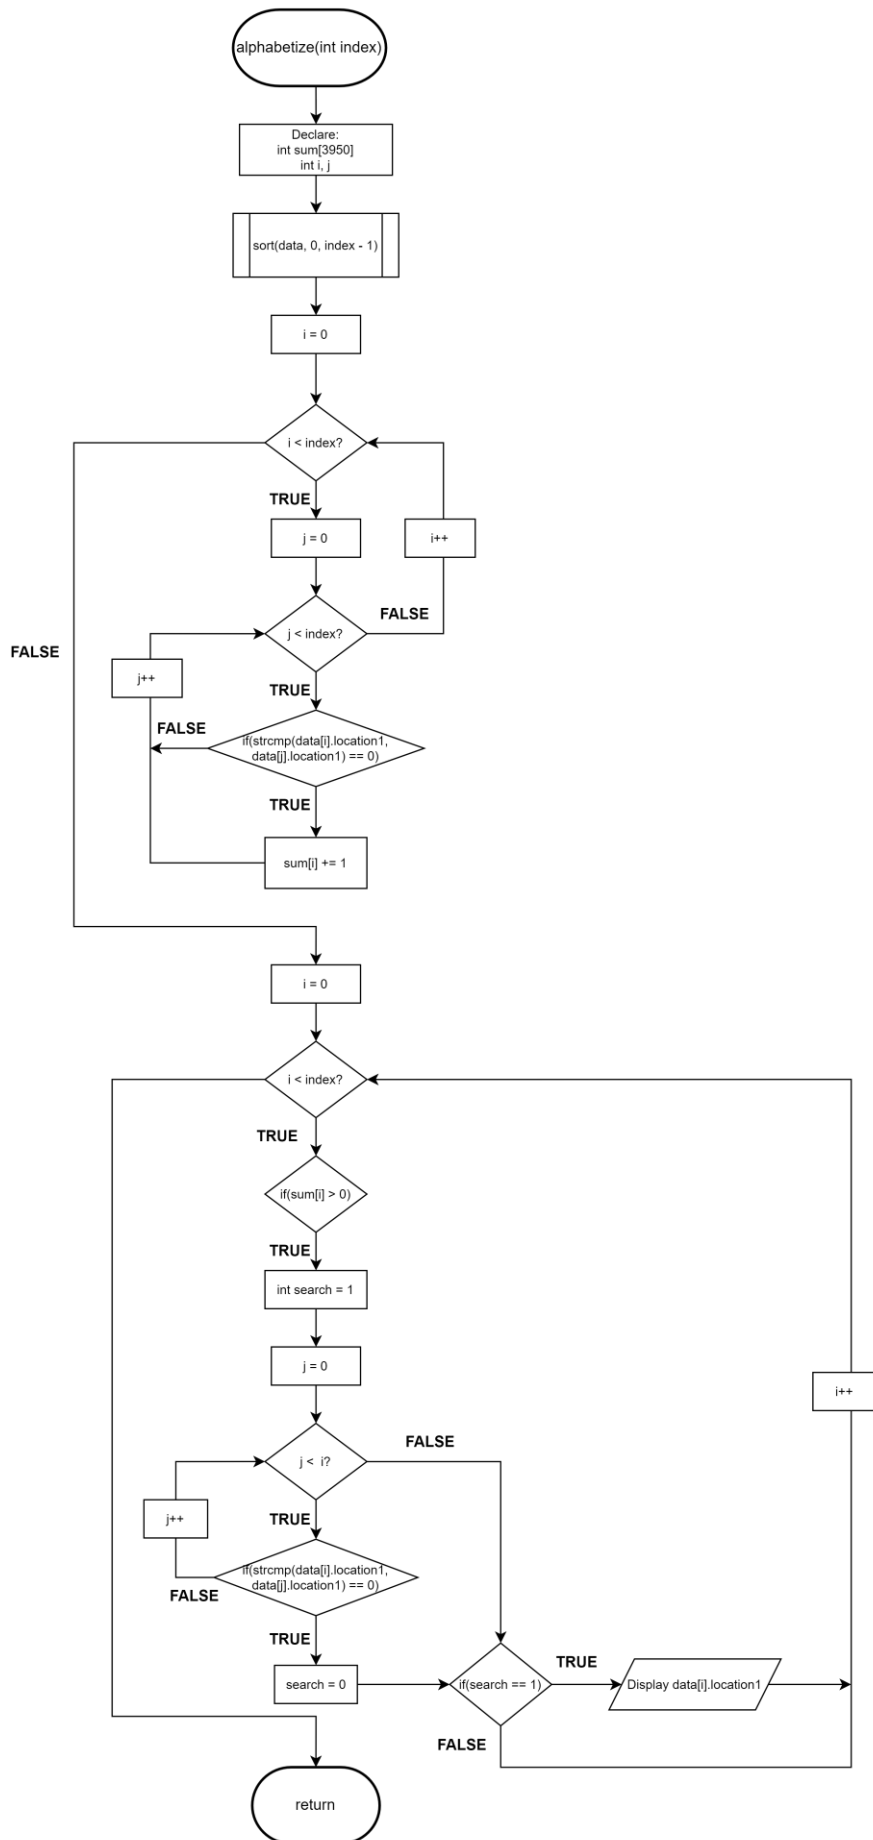 alphabetize(int index)
Declare:
int sum[3950]
int i, j
sort(data, 0, index - 1)
i = 0
i < index?
TRUE
j = 0
i++
j < index?
FALSE
FALSE
j++
TRUE
FALSE
if(strcmp(data[i].location1,
data[j].location1) == 0)
TRUE
sum[i] += 1
i = 0
i < index?
TRUE
if(sum[i] > 0)
TRUE
int search = 1
j = 0
i++
j < i?
FALSE
j++
TRUE
if(strcmp(data[i].location1,
data[j].location1) == 0)
FALSE
TRUE
search = 0
if(search == 1)
TRUE
Display data[i].location1
FALSE
return